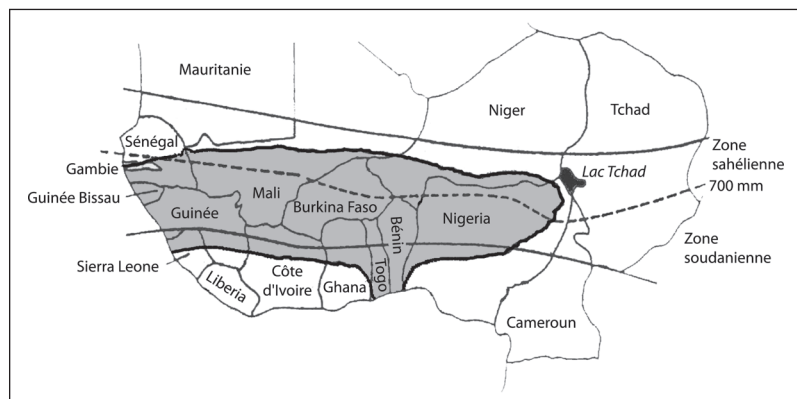 Mauritanie
Niger
Tchad
Sénégal
Zone
sahélienne
Gambie
Lac Tchad
700 mm
Guinée Bissau
Mali
Burkina Faso
Guinée
Bénin
Nigeria
Zone
soudanienne
Sierra Leone
Liberia
Côte
d'Ivoire
Ghana
Togo
Cameroun